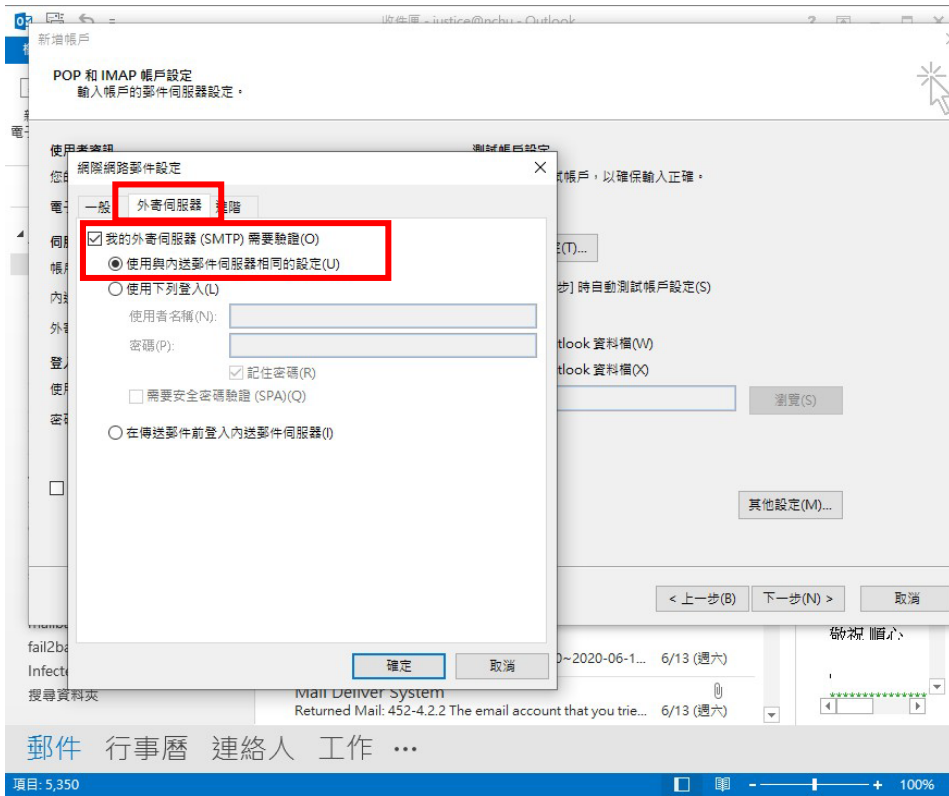 收件匣 - justice@nchu - Outlook
新增帳戶
POP 和 IMAP 帳戶設定
輸入帳戶的郵件伺服器設定。
使用者資訊
測試帳戶設定
網際網路郵件設定
試帳戶，以確保輸入正確。
一般 外寄伺服器 進階
我的外寄伺服器 (SMTP) 需要驗證(O)
使用與內送郵件伺服器相同的設定(U)
定(T)...
使用下列登入(L)
步] 時自動測試帳戶設定(S)
使用者名稱(N):
密碼(P):
tlook 資料檔(W)
記住密碼(R)
tlook 資料檔(X)
需要安全密碼驗證 (SPA)(Q)
瀏覽(S)
在傳送郵件前登入內送郵件伺服器(I)
其他設定(M)...
< 上一步(B) 下一步(N) > 取消
敬祝 順心
fail2ba
確定 取消
0~2020-06-1... 6/13 (週六)
Infecte
搜尋資料夾
Mail Deliver System
Returned Mail: 452-4.2.2 The email account that you trie... 6/13 (週六)
郵件 行事曆 連絡人 工作 •••
項目: 5,350
100%